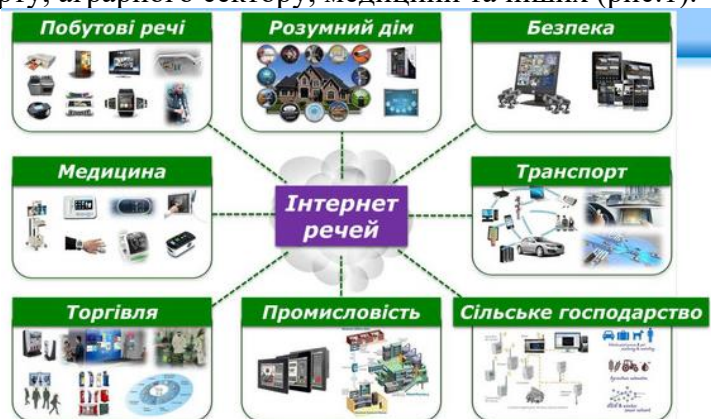 рту, аграрного сектору, медицини та інших (рис.1).
Побутові речі
Розумний дім
Безпека
Медицина
Інтернет
речей
Транспорт
Торгівля
Промисловість
Сільське господарство